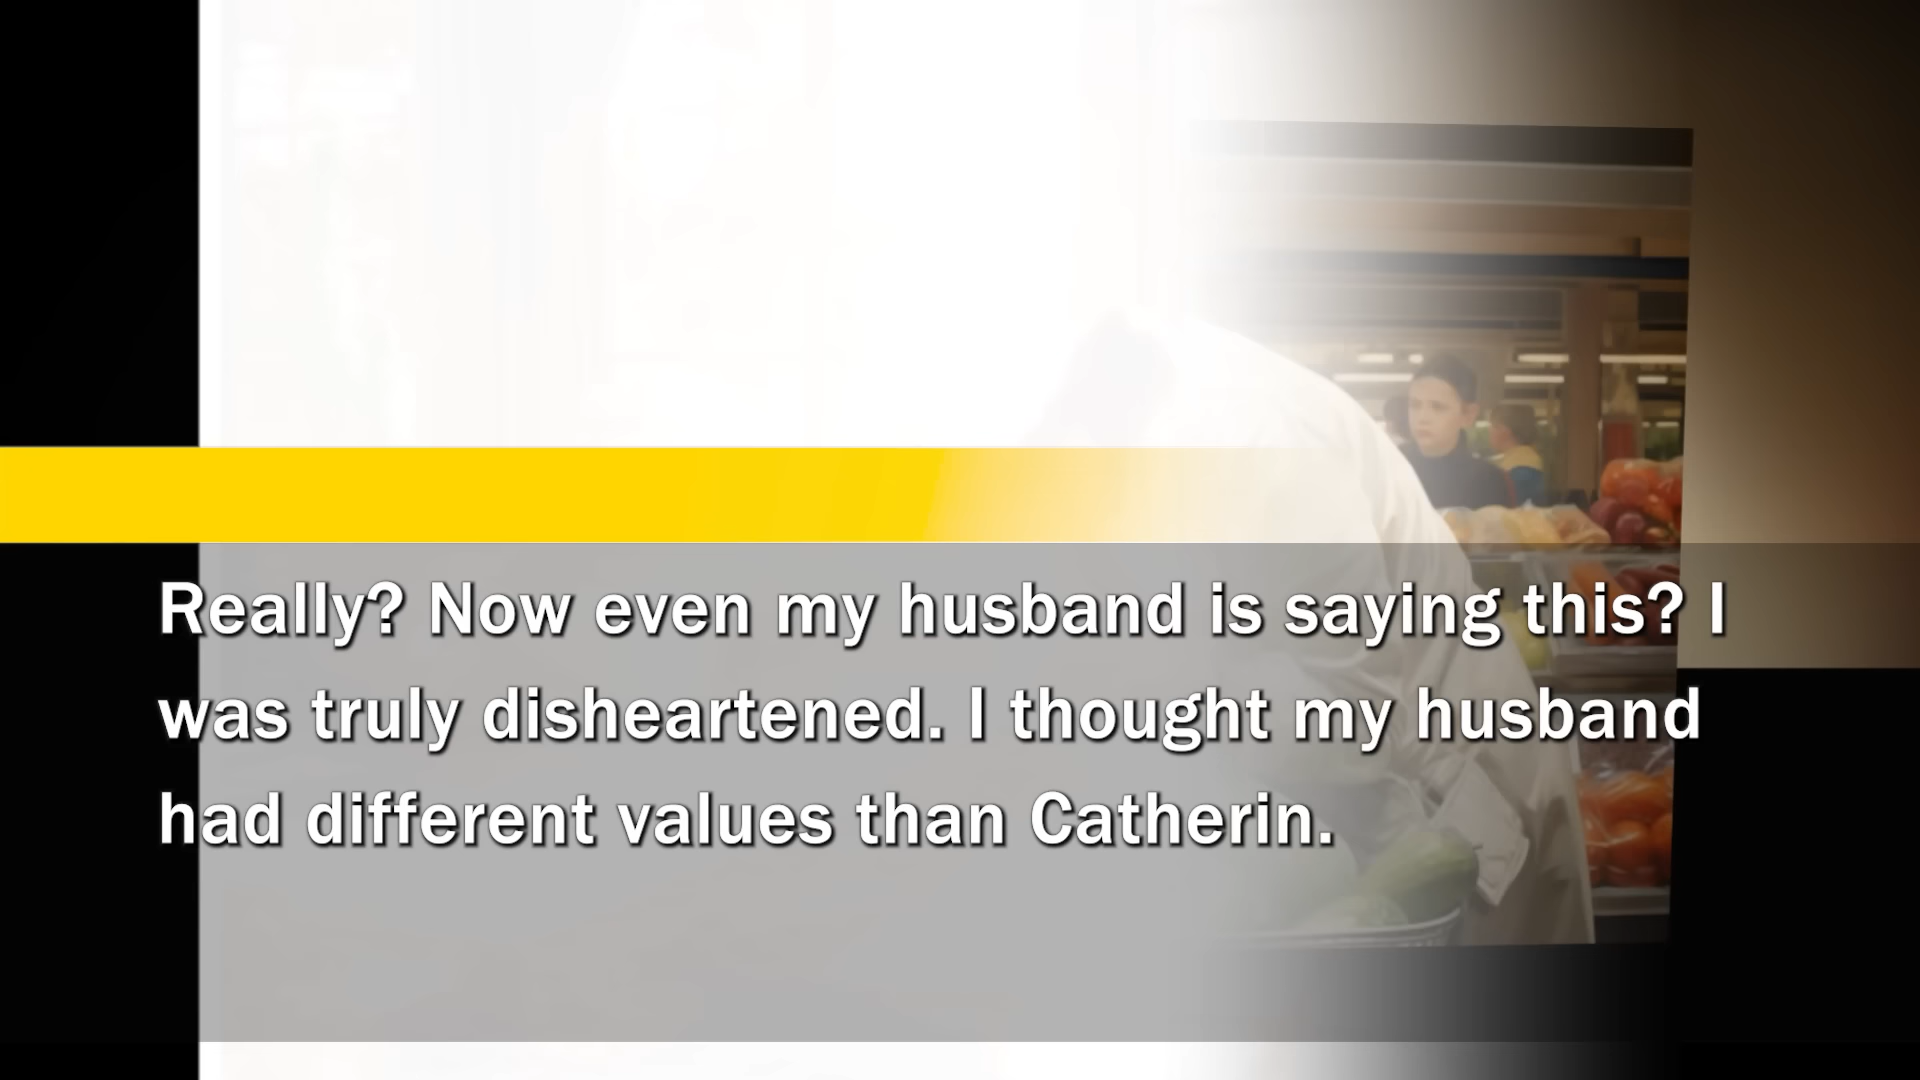 Really? Now even my husband is saying this? I
was truly disheartened. I thought my husband
had different values than Catherin.